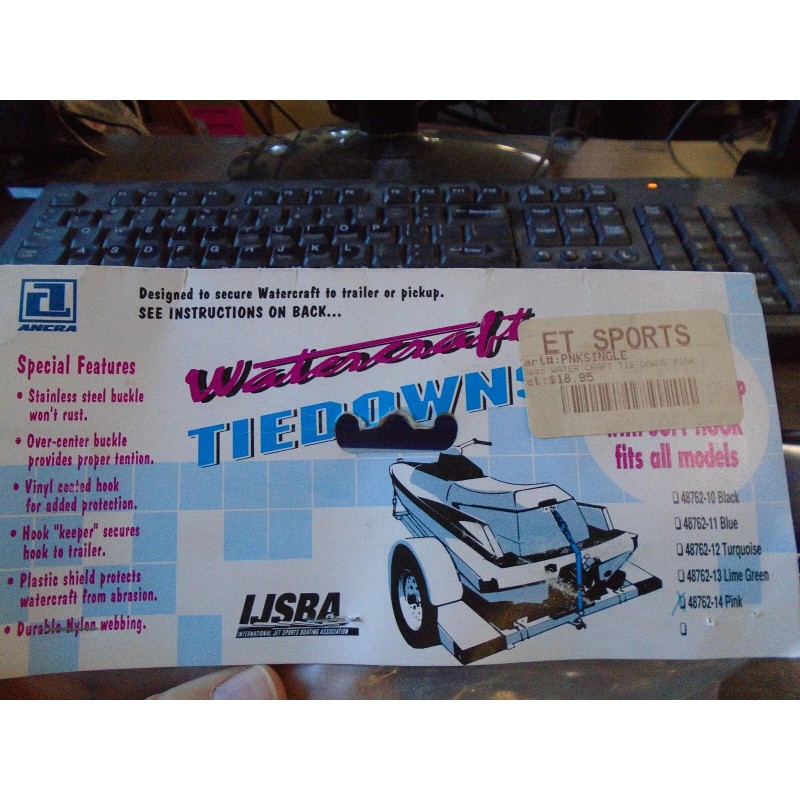 ANCRA
Designed to secure Watercraft to trailer or pickup.
SEE INSTRUCTIONS ON BACK...
Watercraft
TIEDOWNS
Special Features
• Stainless steel buckle
won't rust.
• Over-center buckle
provides proper tention.
• Vinyl coated hook
for added protection.
• Hook "keeper" secures
hook to trailer.
• Plastic shield protects
watercraft from abrasion.
• Durable Nylon webbing.
ET SPORTS
art#:PNKSINGLE
WATER CRAFT TIE DOWNS PINK
et:$18.95
fits all models
48762-10 Black
48762-11 Blue
48762-12 Turquoise
48762-13 Lime Green
48762-14 Pink
IJSBA
INTERNATIONAL JET SPORTS BOATING ASSOCIATION
Q W E R T Y U I O P
A S D F G H J K L
Enter